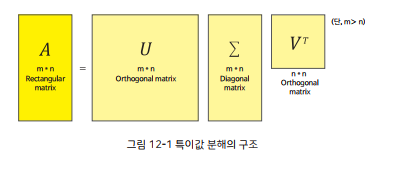 A
m * n
Rectangular
matrix
=
U
m * n
Orthogonal matrix
∑
m * n
Diagonal
matrix
Vᵀ
n * n
Orthogonal
matrix
(단, m> n)
그림 12-1 특이값 분해의 구조